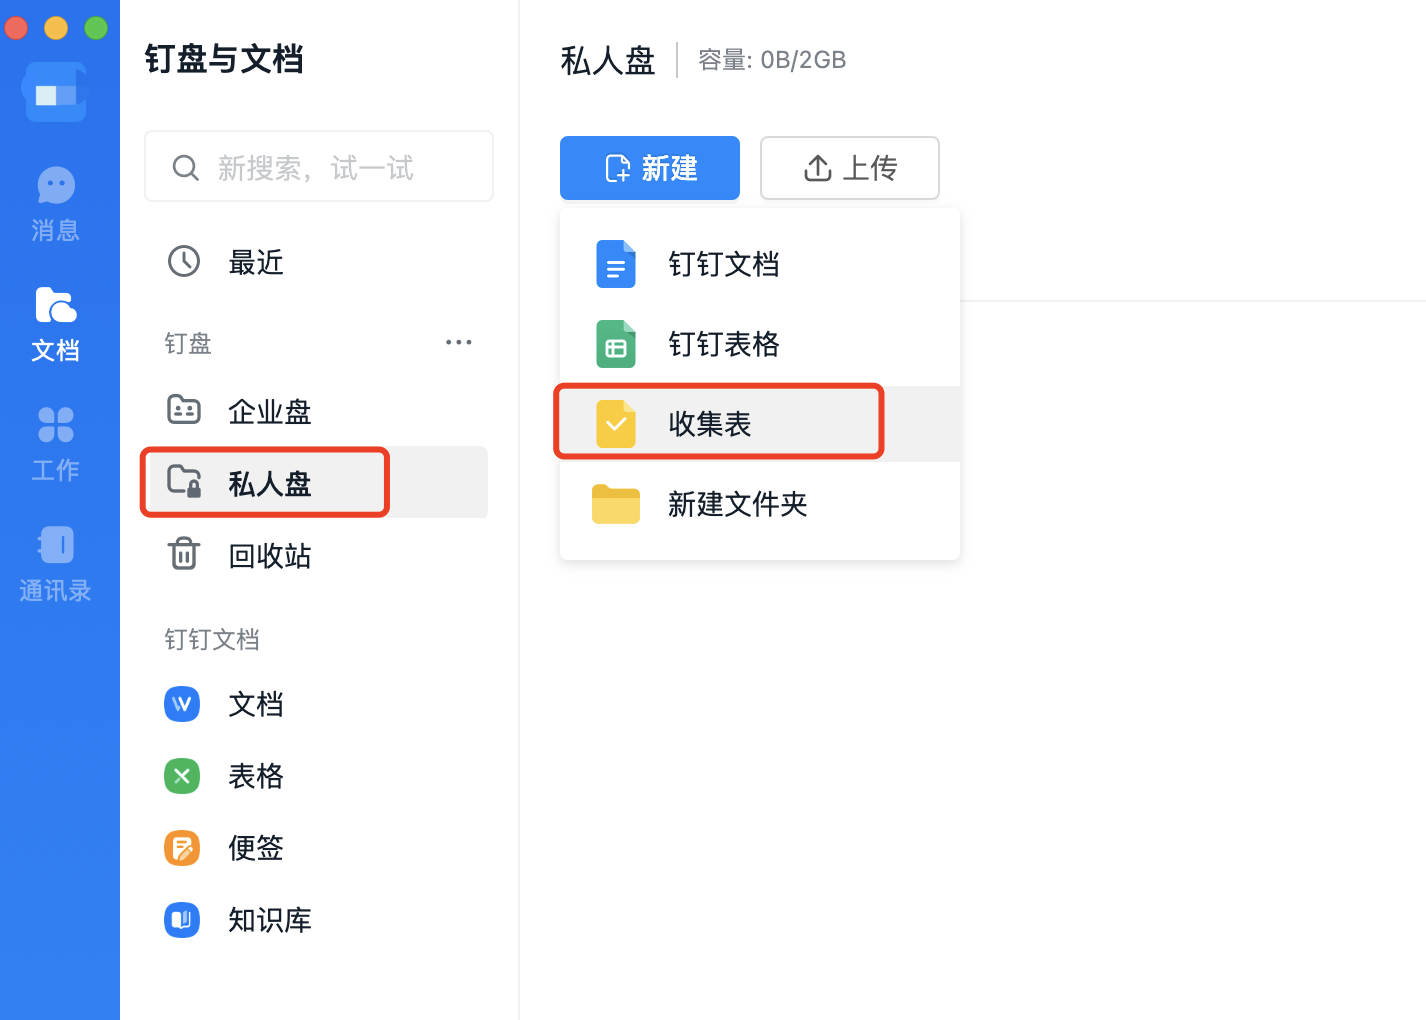 消息
文档
工作
通讯录
钉盘与文档
新搜索，试一试
最近
钉盘
企业盘
私人盘
回收站
钉钉文档
文档
表格
便签
知识库
私人盘
容量: 0B/2GB
新建
上传
钉钉文档
钉钉表格
收集表
新建文件夹